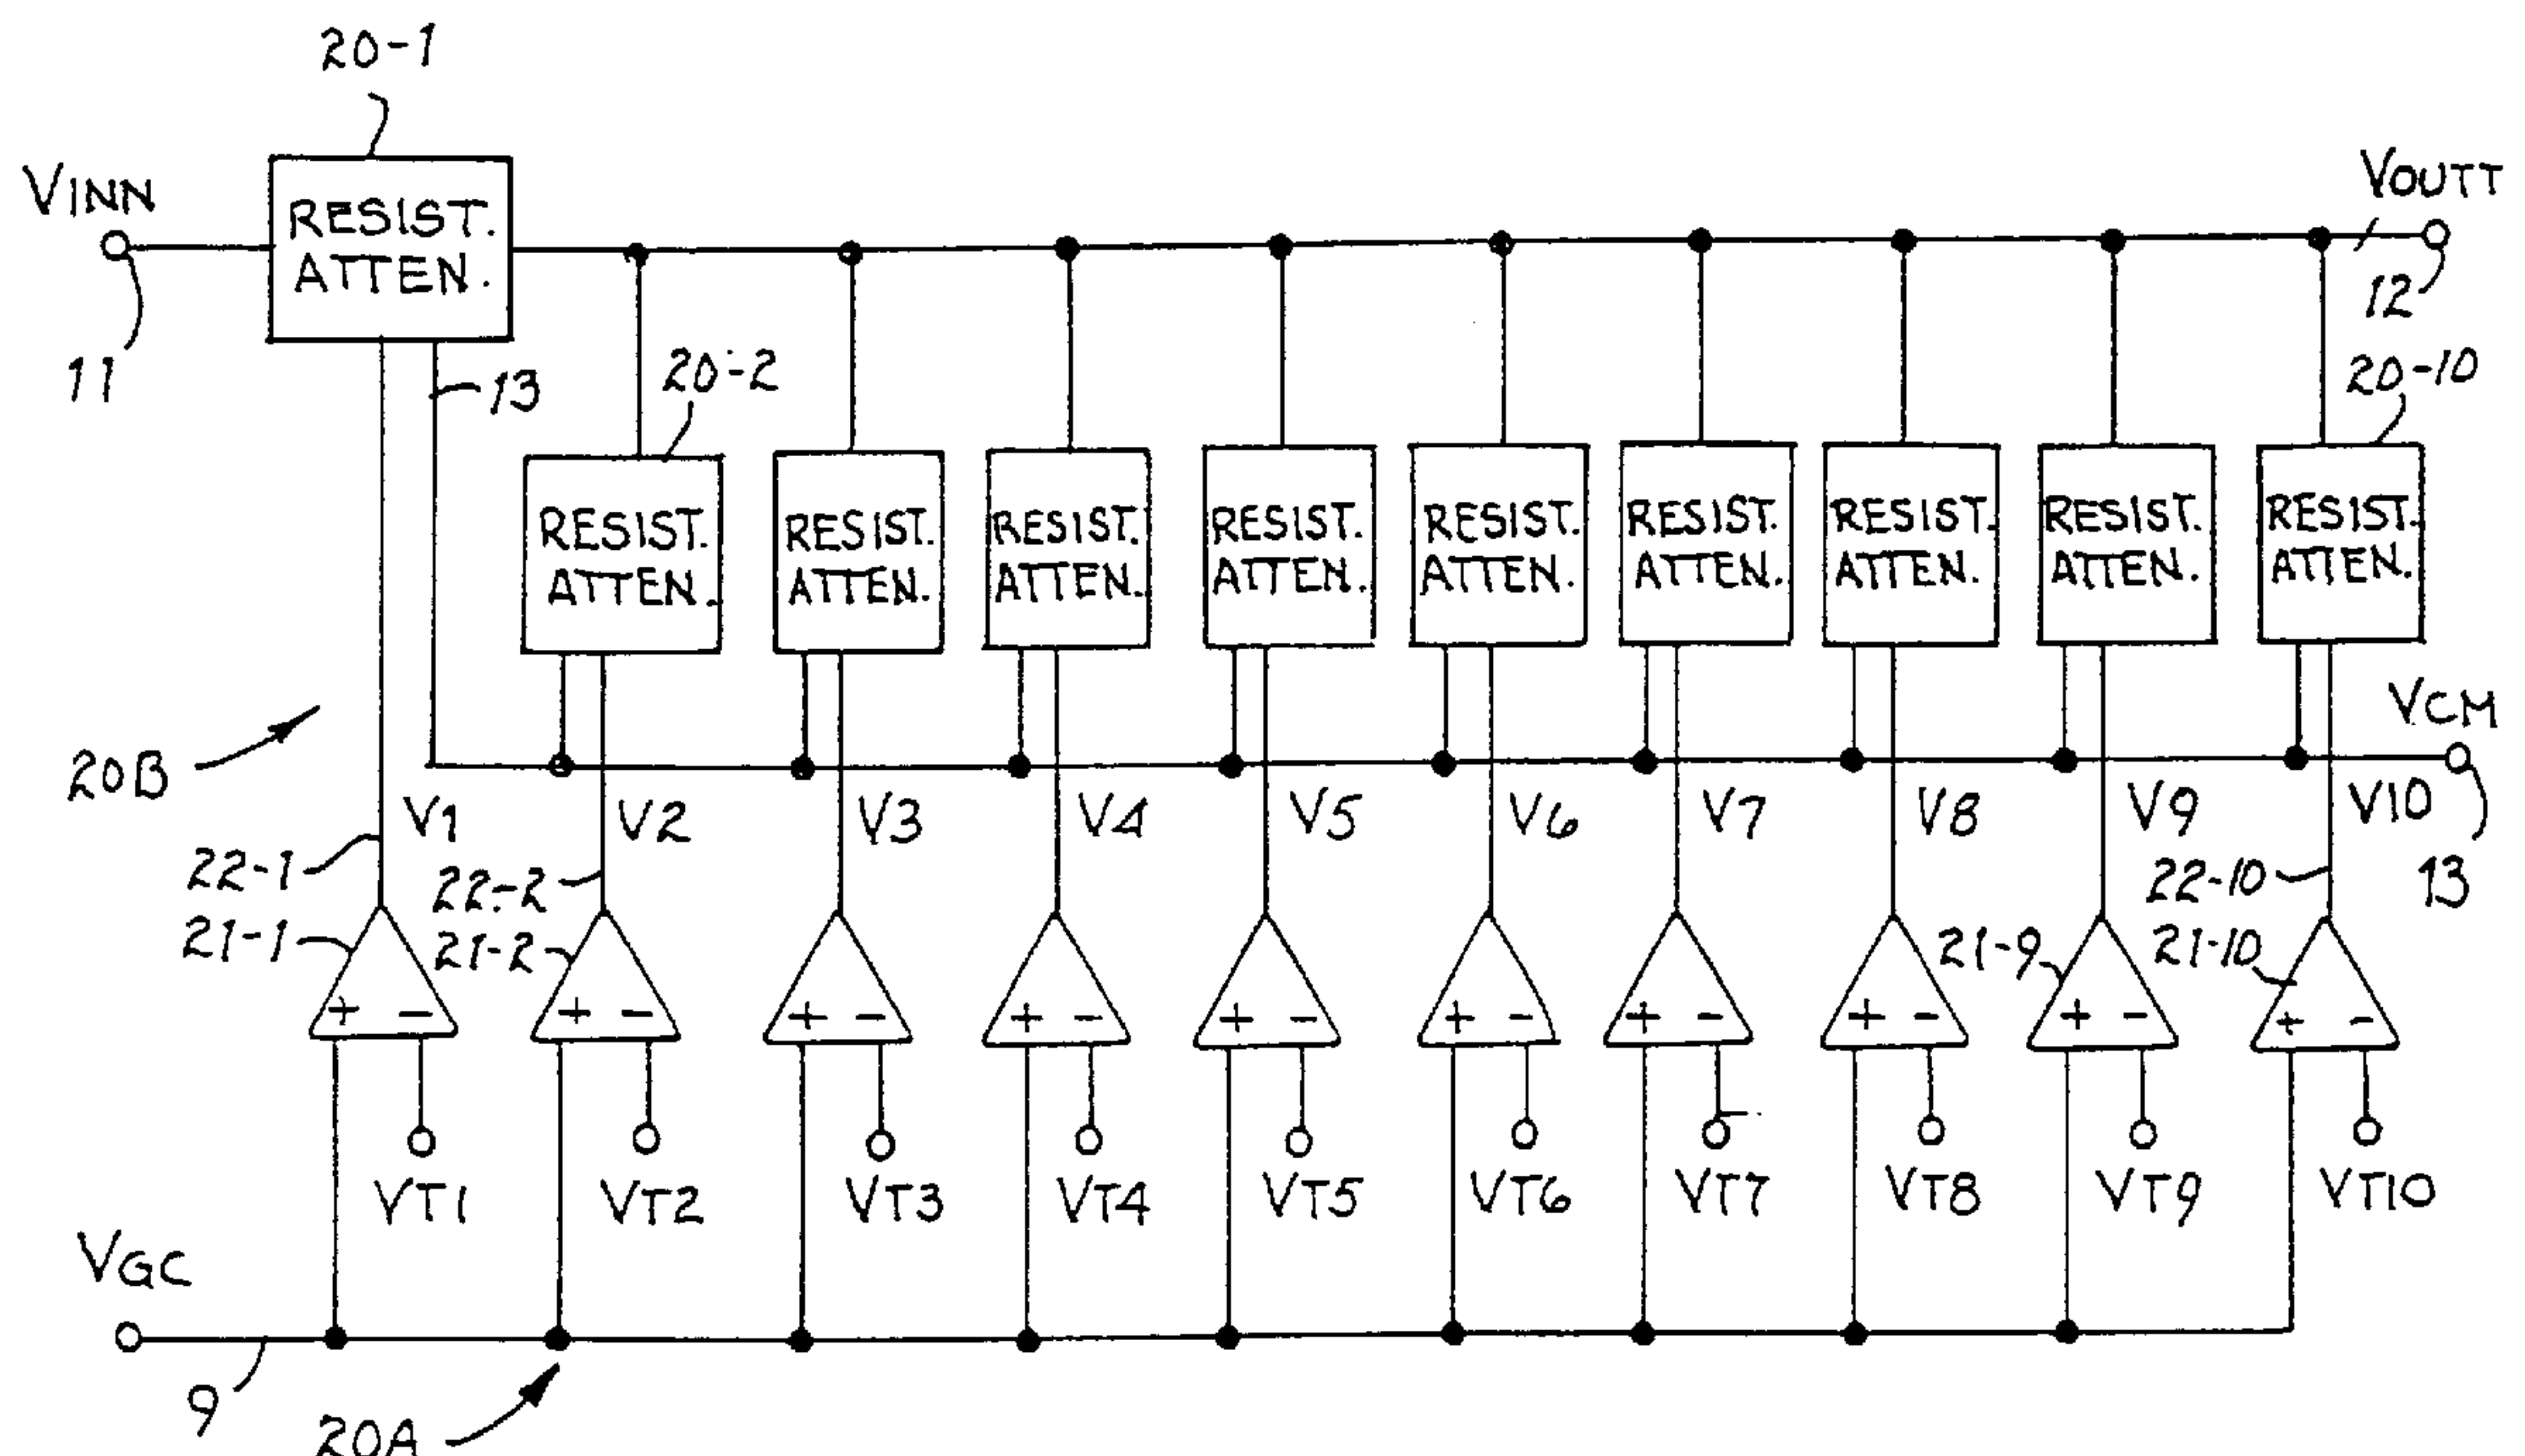 20-1
VINN
VOUTT
RESIST.
ATTEN.
11
12
13
20-2
20-10
RESIST.
ATTEN.
RESIST.
ATTEN.
RESIST.
ATTEN.
RESIST.
ATTEN.
RESIST.
ATTEN.
RESIST.
ATTEN.
RESIST.
ATTEN.
RESIST.
ATTEN.
RESIST.
ATTEN.
VCM
20B
V1
V2
V3
V4
V5
V6
V7
V8
V9
V10
13
22-1
22-2
22-10
21-1
21-2
21-9
21-10
+ −
+ −
+ −
+ −
+ −
+ −
+ −
+ −
+ −
+ −
VT1
VT2
VT3
VT4
VT5
VT6
VT7
VT8
VT9
VT10
VGC
9
20A